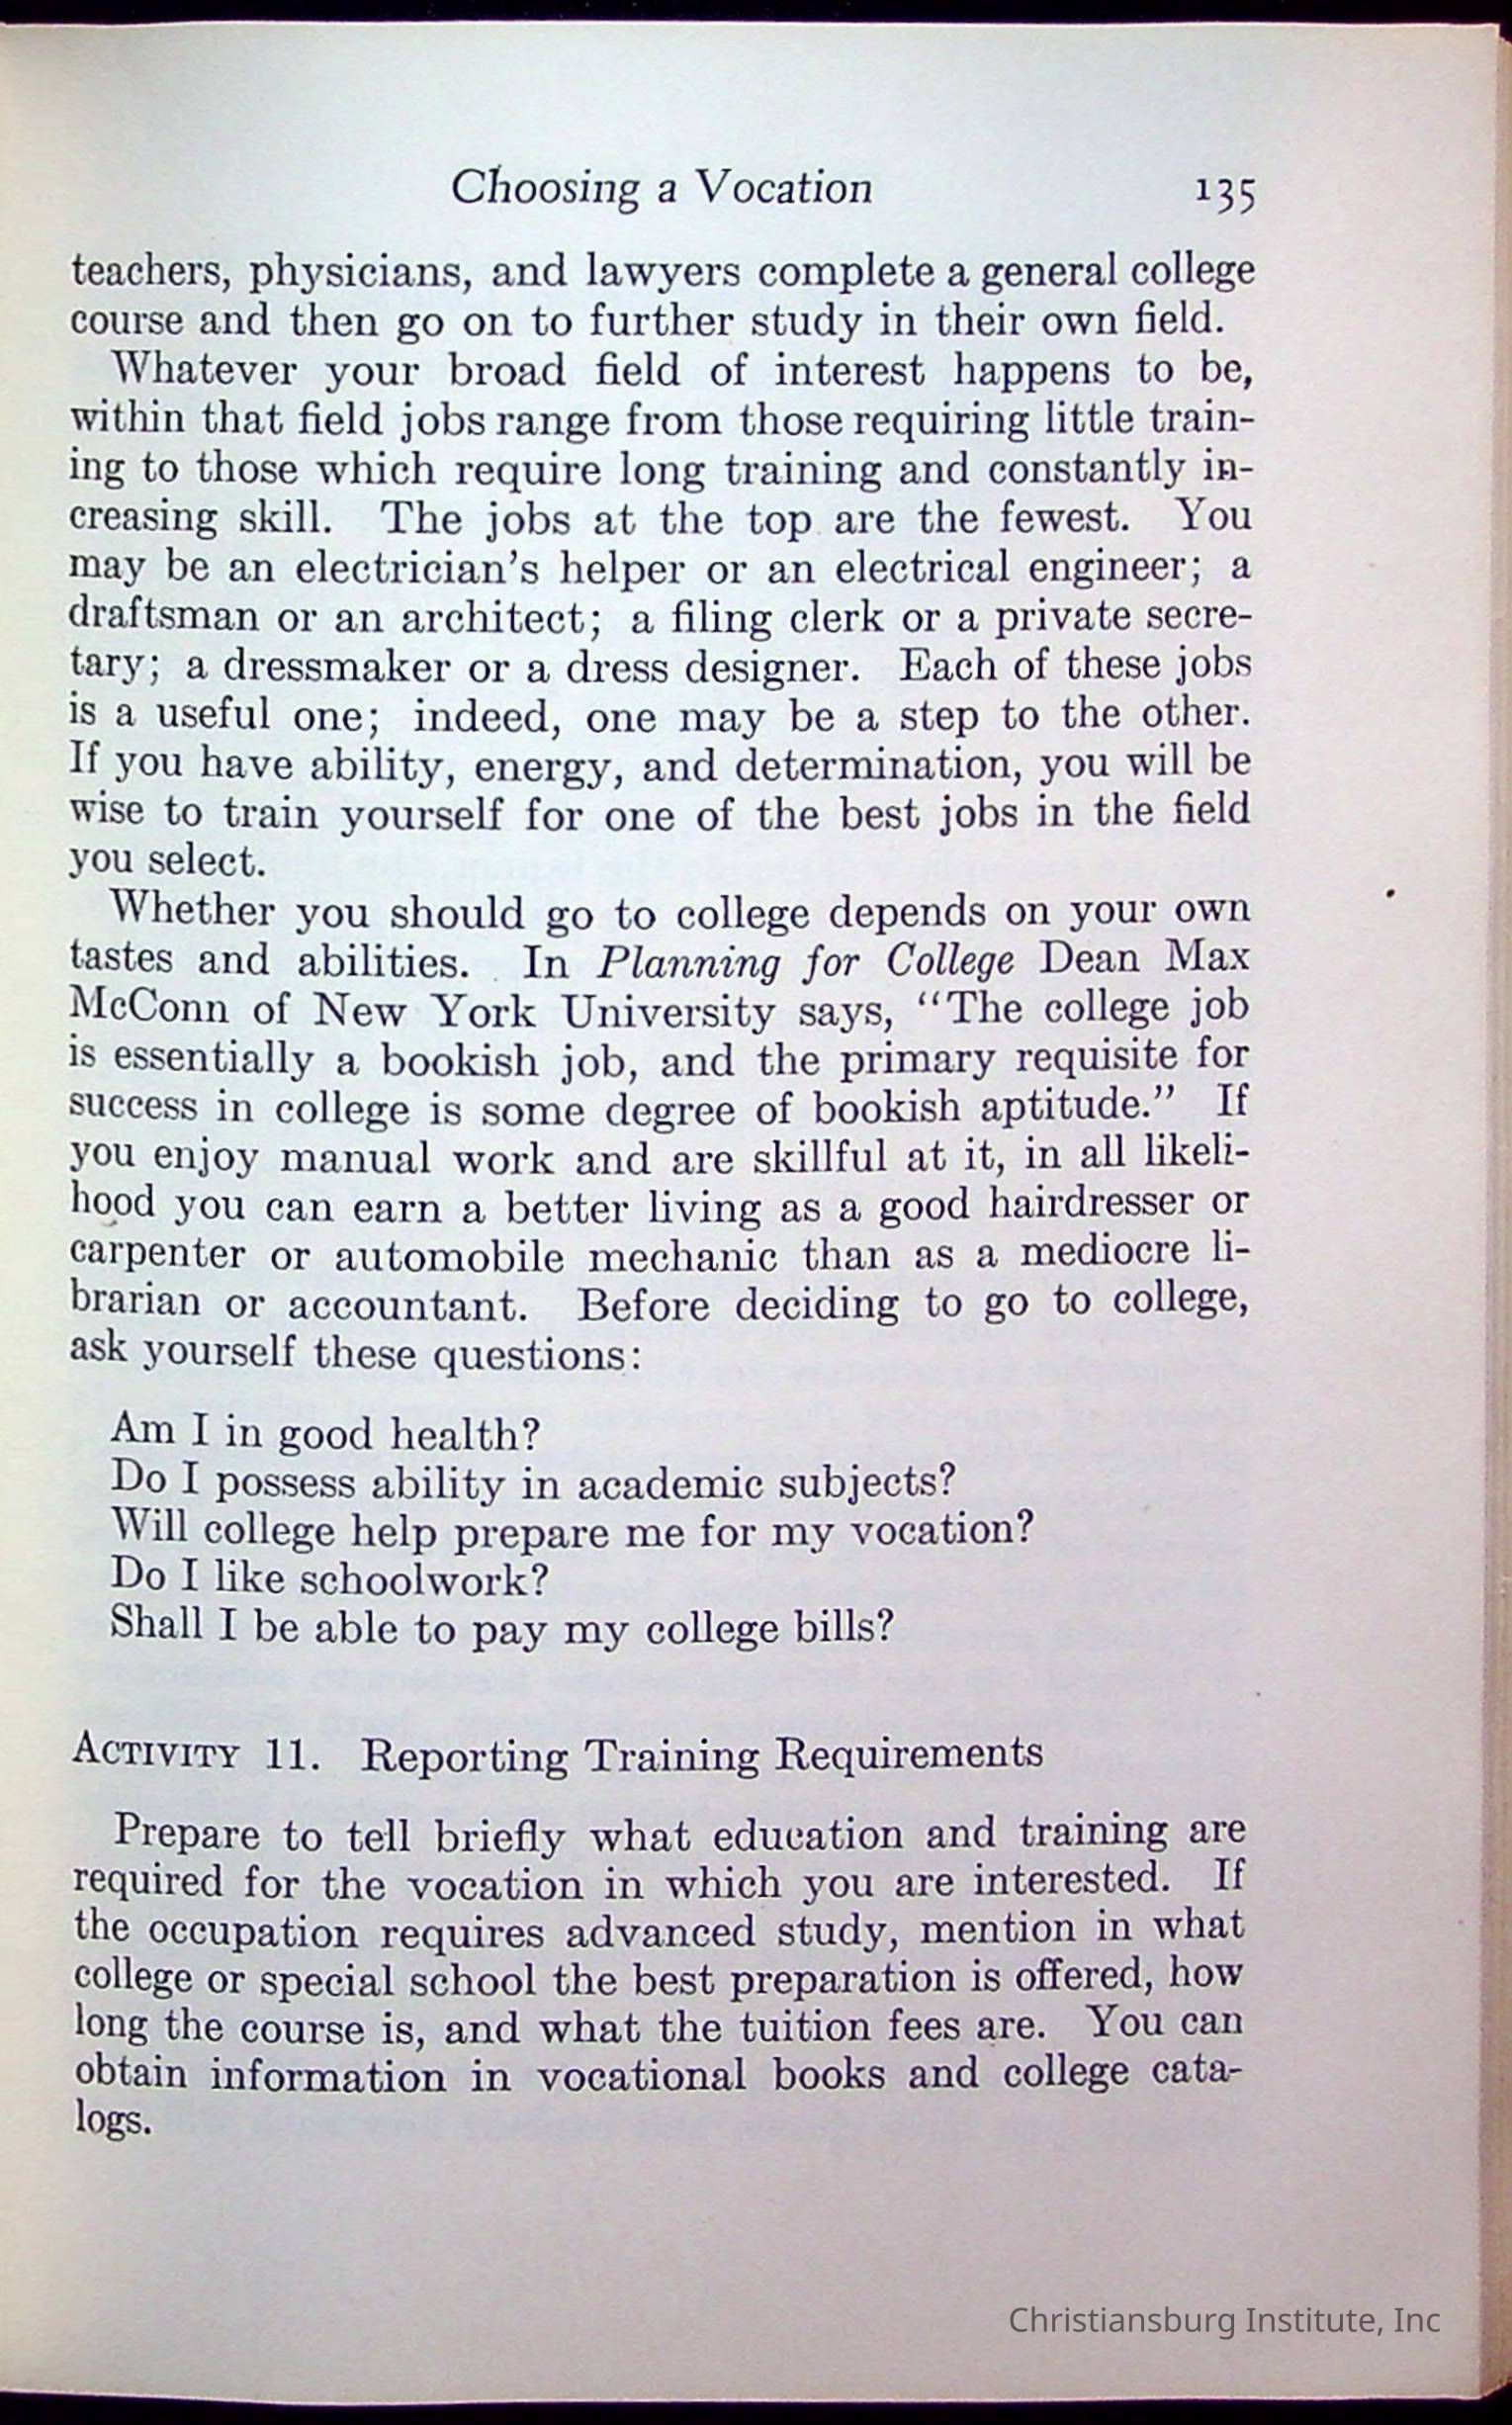 Choosing a Vocation 135
teachers, physicians, and lawyers complete a general college
course and then go on to further study in their own field.
Whatever your broad field of interest happens to be,
within that field jobs range from those requiring little train-
ing to those which require long training and constantly in-
creasing skill. The jobs at the top are the fewest. You
may be an electrician's helper or an electrical engineer; a
draftsman or an architect; a filing clerk or a private secre-
tary; a dressmaker or a dress designer. Each of these jobs
is a useful one; indeed, one may be a step to the other.
If you have ability, energy, and determination, you will be
wise to train yourself for one of the best jobs in the field
you select.
Whether you should go to college depends on your own
tastes and abilities. In Planning for College Dean Max
McConn of New York University says, "The college job
is essentially a bookish job, and the primary requisite for
success in college is some degree of bookish aptitude." If
you enjoy manual work and are skillful at it, in all likeli-
hood you can earn a better living as a good hairdresser or
carpenter or automobile mechanic than as a mediocre li-
brarian or accountant. Before deciding to go to college,
ask yourself these questions:
Am I in good health?
Do I possess ability in academic subjects?
Will college help prepare me for my vocation?
Do I like schoolwork?
Shall I be able to pay my college bills?
ACTIVITY 11. Reporting Training Requirements
Prepare to tell briefly what education and training are
required for the vocation in which you are interested. If
the occupation requires advanced study, mention in what
college or special school the best preparation is offered, how
long the course is, and what the tuition fees are. You can
obtain information in vocational books and college cata-
logs.
Christiansburg Institute, Inc